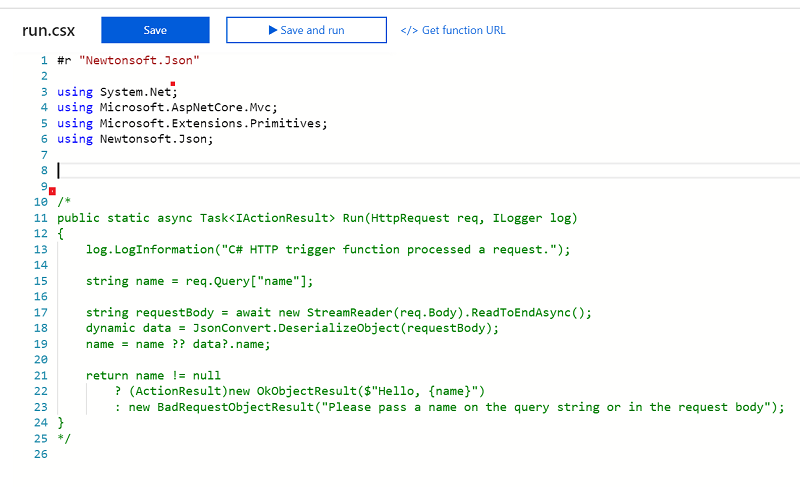 run.csx Save Save and run </> Get function URL
1 #r "Newtonsoft.Json"
2
3 using System.Net;
4 using Microsoft.AspNetCore.Mvc;
5 using Microsoft.Extensions.Primitives;
6 using Newtonsoft.Json;
7
8
9
10 /*
11 public static async Task<IActionResult> Run(HttpRequest req, ILogger log)
12 {
13     log.LogInformation("C# HTTP trigger function processed a request.");
14
15     string name = req.Query["name"];
16
17     string requestBody = await new StreamReader(req.Body).ReadToEndAsync();
18     dynamic data = JsonConvert.DeserializeObject(requestBody);
19     name = name ?? data?.name;
20
21     return name != null
22         ? (ActionResult)new OkObjectResult($"Hello, {name}")
23         : new BadRequestObjectResult("Please pass a name on the query string or in the request body");
24 }
25 */
26